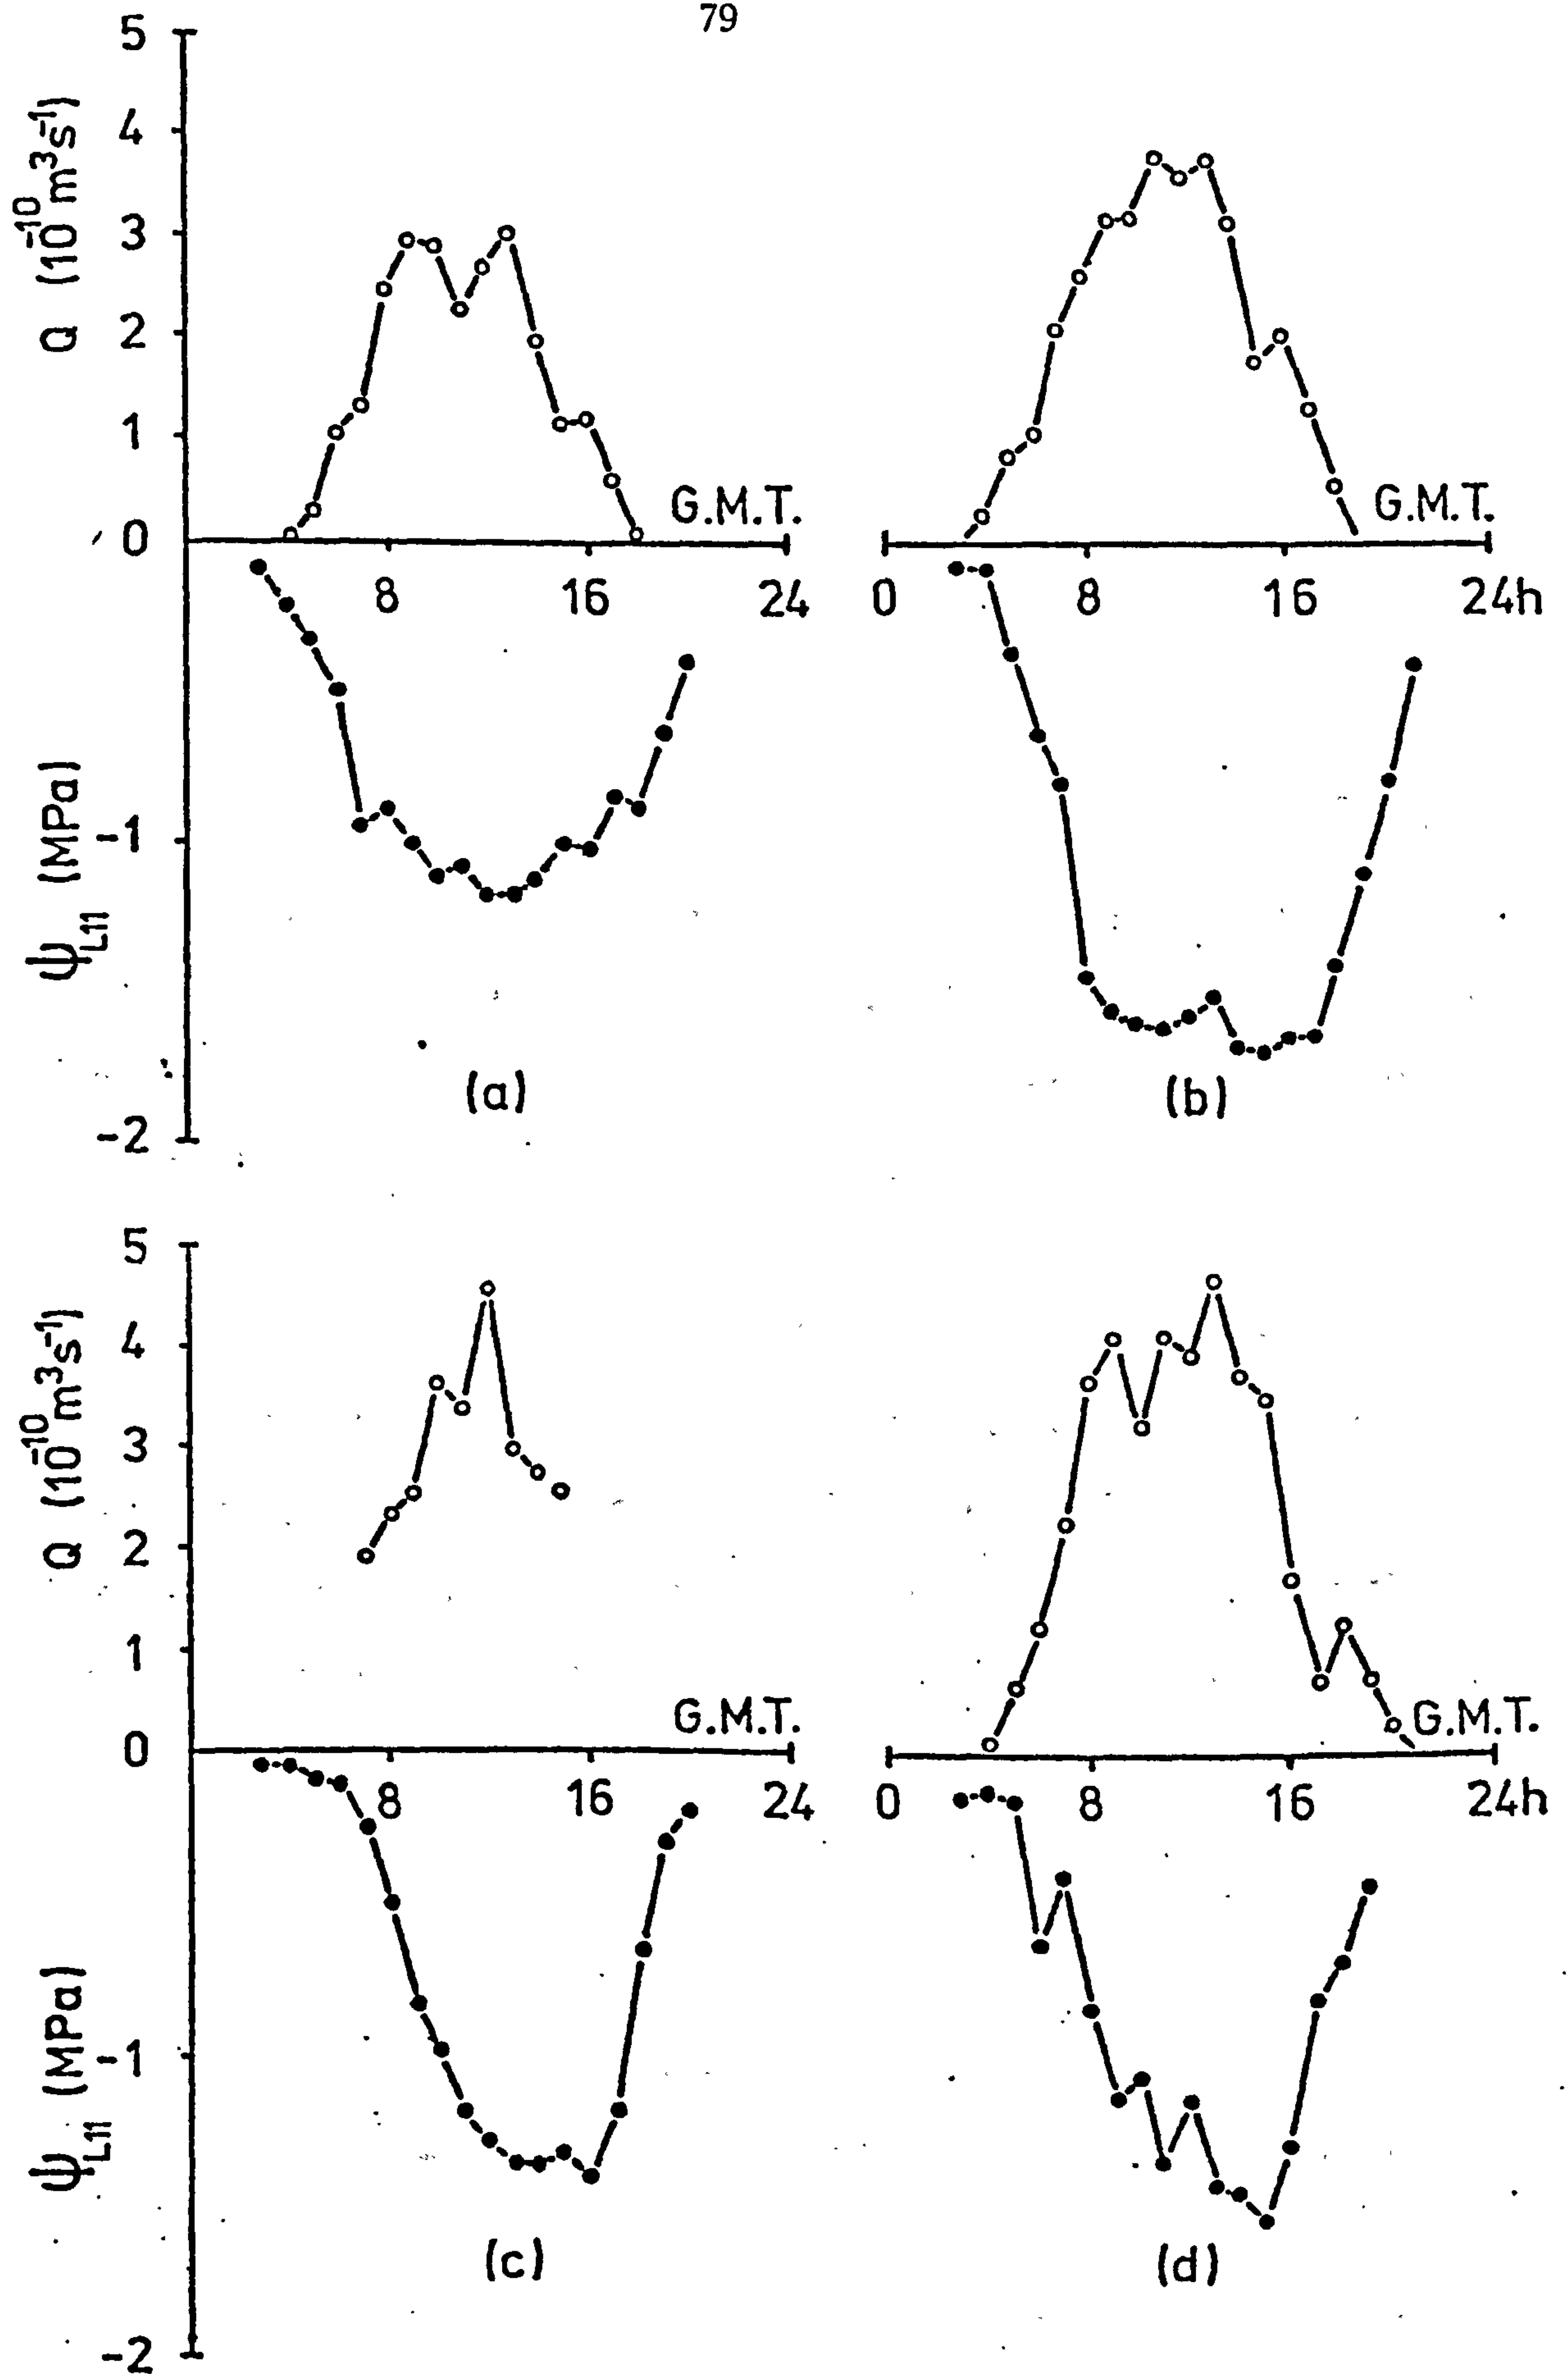 79
5
4
3
2
1
0
Q (10⁻¹⁰ m³s⁻¹)
G.M.T.
8 16 24
-1
-2
ψL11 (MPa)
(a)
G.M.T.
0 8 16 24h
(b)
5
4
3
2
1
0
Q (10⁻¹⁰ m³s⁻¹)
G.M.T.
8 16 24
-1
-2
ψL11 (MPa)
(c)
G.M.T.
0 8 16 24h
(d)